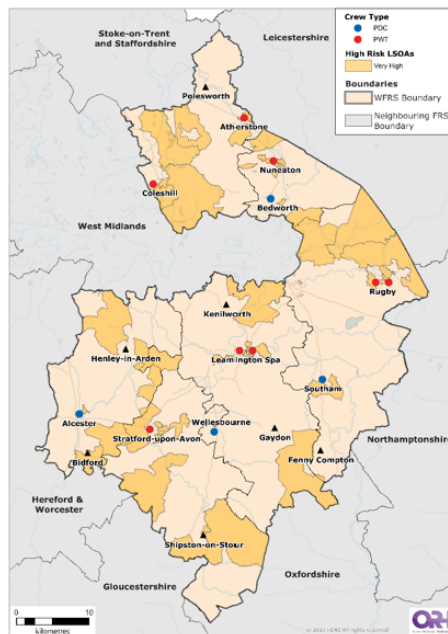 Stoke-on-Trent
and Staffordshire
Leicestershire
Crew Type
PDC
PWT
High Risk LSOAs
Very High
Boundaries
WFRS Boundary
Neighbouring FRS
Boundary
Polesworth
Atherstone
Nuneaton
Coleshill
Bedworth
West Midlands
Rugby
Kenilworth
Henley-in-Arden
Leamington Spa
Southam
Alcester
Wellesbourne
Stratford-upon-Avon
Northamptonshire
Gaydon
Bidford
Fenny Compton
Hereford &
Worcester
Shipston-on-Stour
Gloucestershire
Oxfordshire
0 10
kilometres